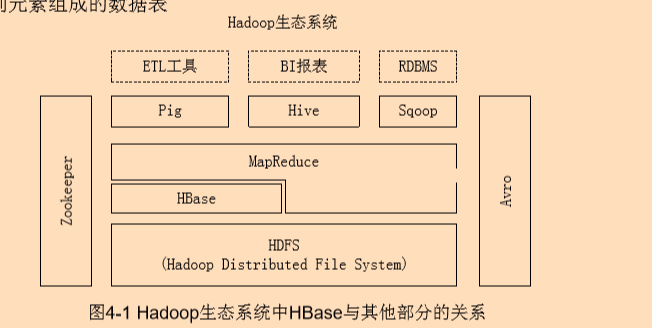 列元素组成的数据表
Hadoop生态系统
ETL工具
BI报表
RDBMS
Pig
Hive
Sqoop
Zookeeper
MapReduce
Avro
HBase
HDFS
(Hadoop Distributed File System)
图4-1 Hadoop生态系统中HBase与其他部分的关系